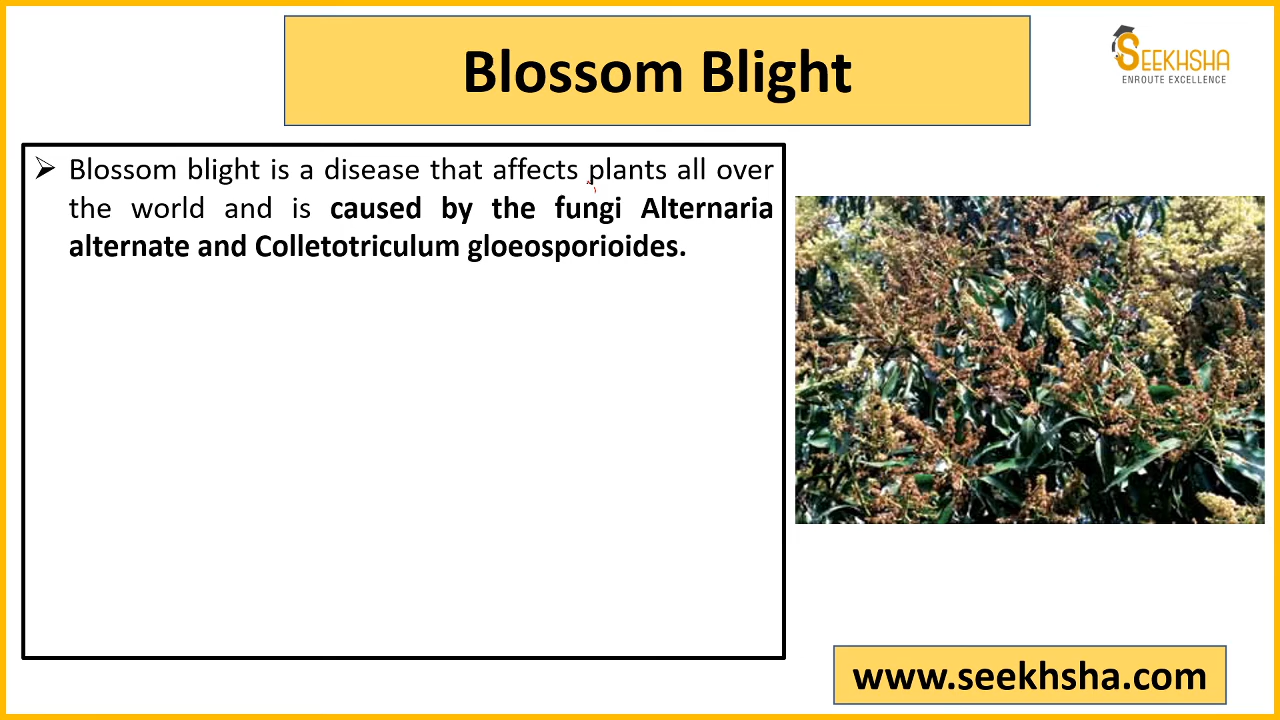 Blossom Blight
SEEKHSHA
ENROUTE EXCELLENCE
➢ Blossom blight is a disease that affects plants all over
the world and is caused by the fungi Alternaria
alternate and Colletotriculum gloeosporioides.
www.seekhsha.com